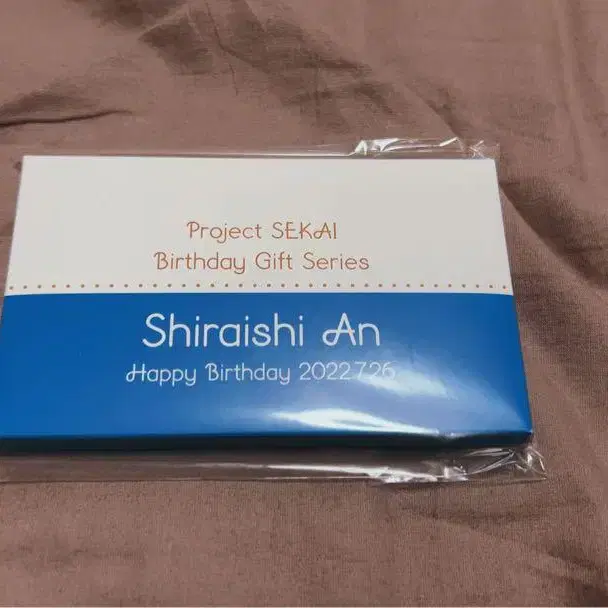 Project SEKAI
Birthday Gift Series
Shiraishi An
Happy Birthday 2022 7 26